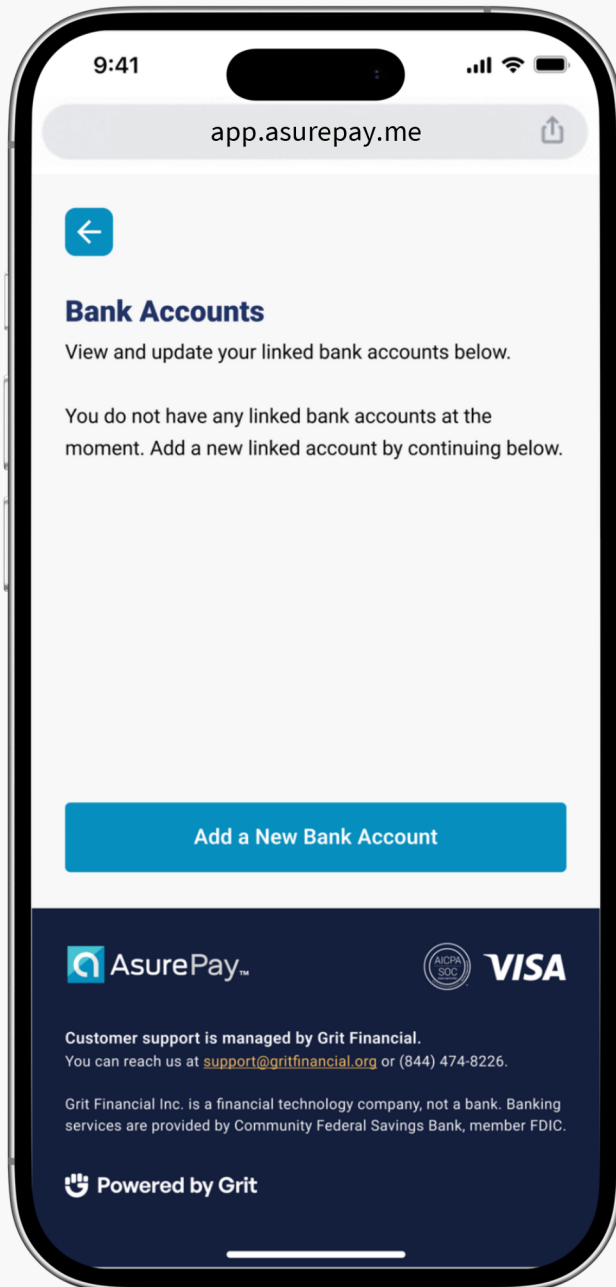 9:41
app.asurepay.me
Bank Accounts
View and update your linked bank accounts below.
You do not have any linked bank accounts at the
moment. Add a new linked account by continuing below.
Add a New Bank Account
AsurePay™
AICPA
SOC
VISA
Customer support is managed by Grit Financial.
You can reach us at support@gritfinancial.org or (844) 474-8226.
Grit Financial Inc. is a financial technology company, not a bank. Banking
services are provided by Community Federal Savings Bank, member FDIC.
Powered by Grit